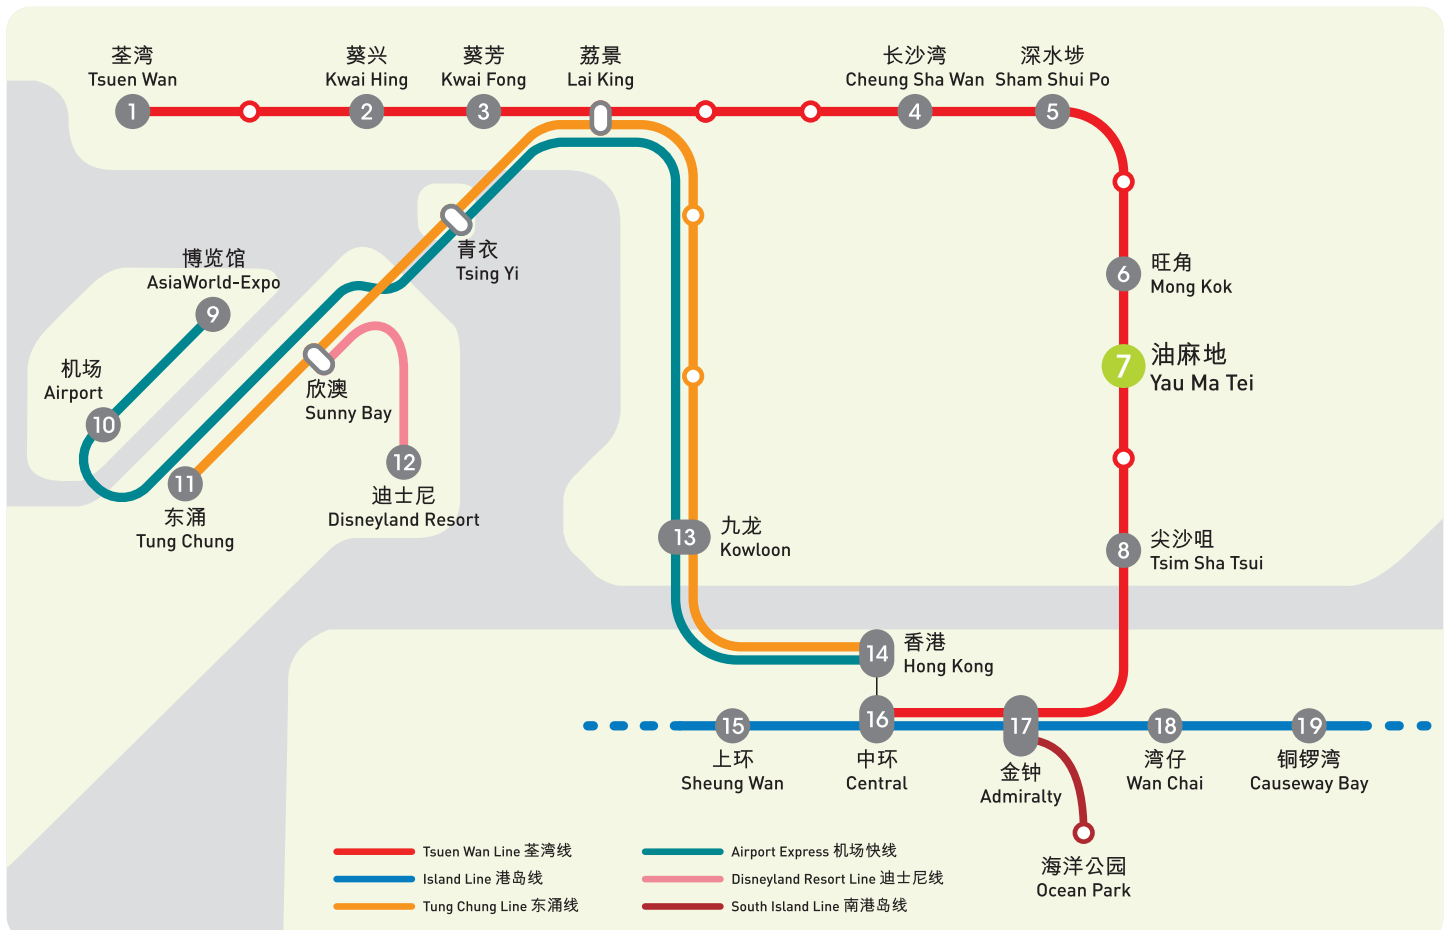 荃湾
Tsuen Wan
1
葵兴
Kwai Hing
2
葵芳
Kwai Fong
3
荔景
Lai King
长沙湾
Cheung Sha Wan
4
深水埗
Sham Shui Po
5
旺角
Mong Kok
6
油麻地
Yau Ma Tei
7
尖沙咀
Tsim Sha Tsui
8
青衣
Tsing Yi
博览馆
AsiaWorld-Expo
9
机场
Airport
10
欣澳
Sunny Bay
11
东涌
Tung Chung
12
迪士尼
Disneyland Resort
13
九龙
Kowloon
14
香港
Hong Kong
15
上环
Sheung Wan
16
中环
Central
17
金钟
Admiralty
18
湾仔
Wan Chai
19
铜锣湾
Causeway Bay
海洋公园
Ocean Park
Tsuen Wan Line 荃湾线
Island Line 港岛线
Tung Chung Line 东涌线
Airport Express 机场快线
Disneyland Resort Line 迪士尼线
South Island Line 南港岛线